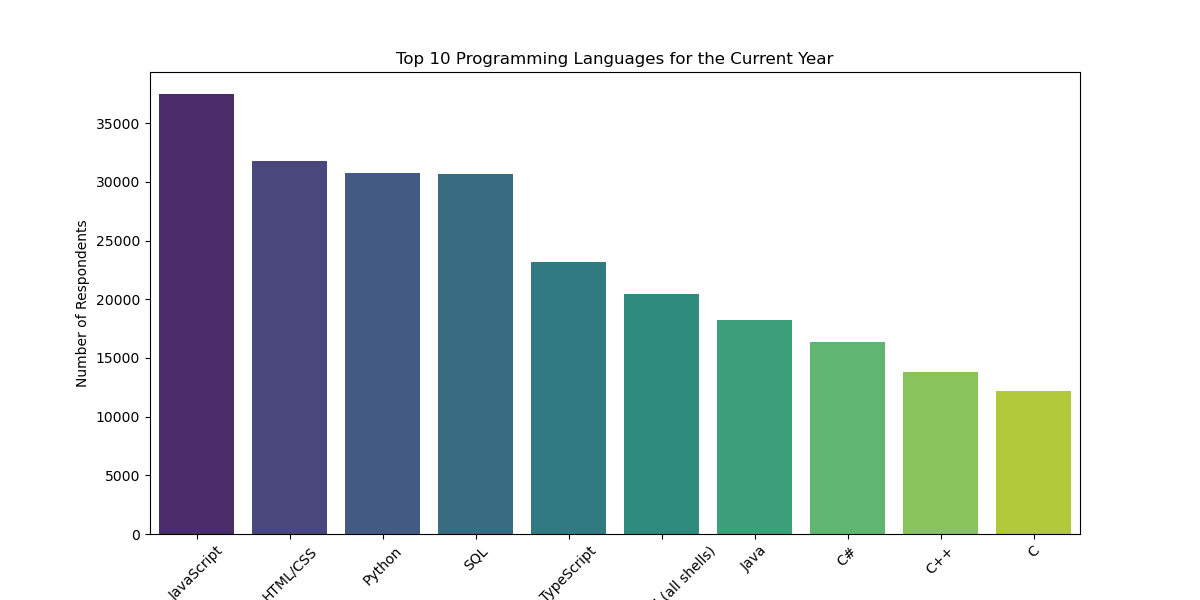 Top 10 Programming Languages for the Current Year
Number of Respondents
35000
30000
25000
20000
15000
10000
5000
0
JavaScript
HTML/CSS
Python
SQL
TypeScript
(all shells)
Java
C#
C++
C